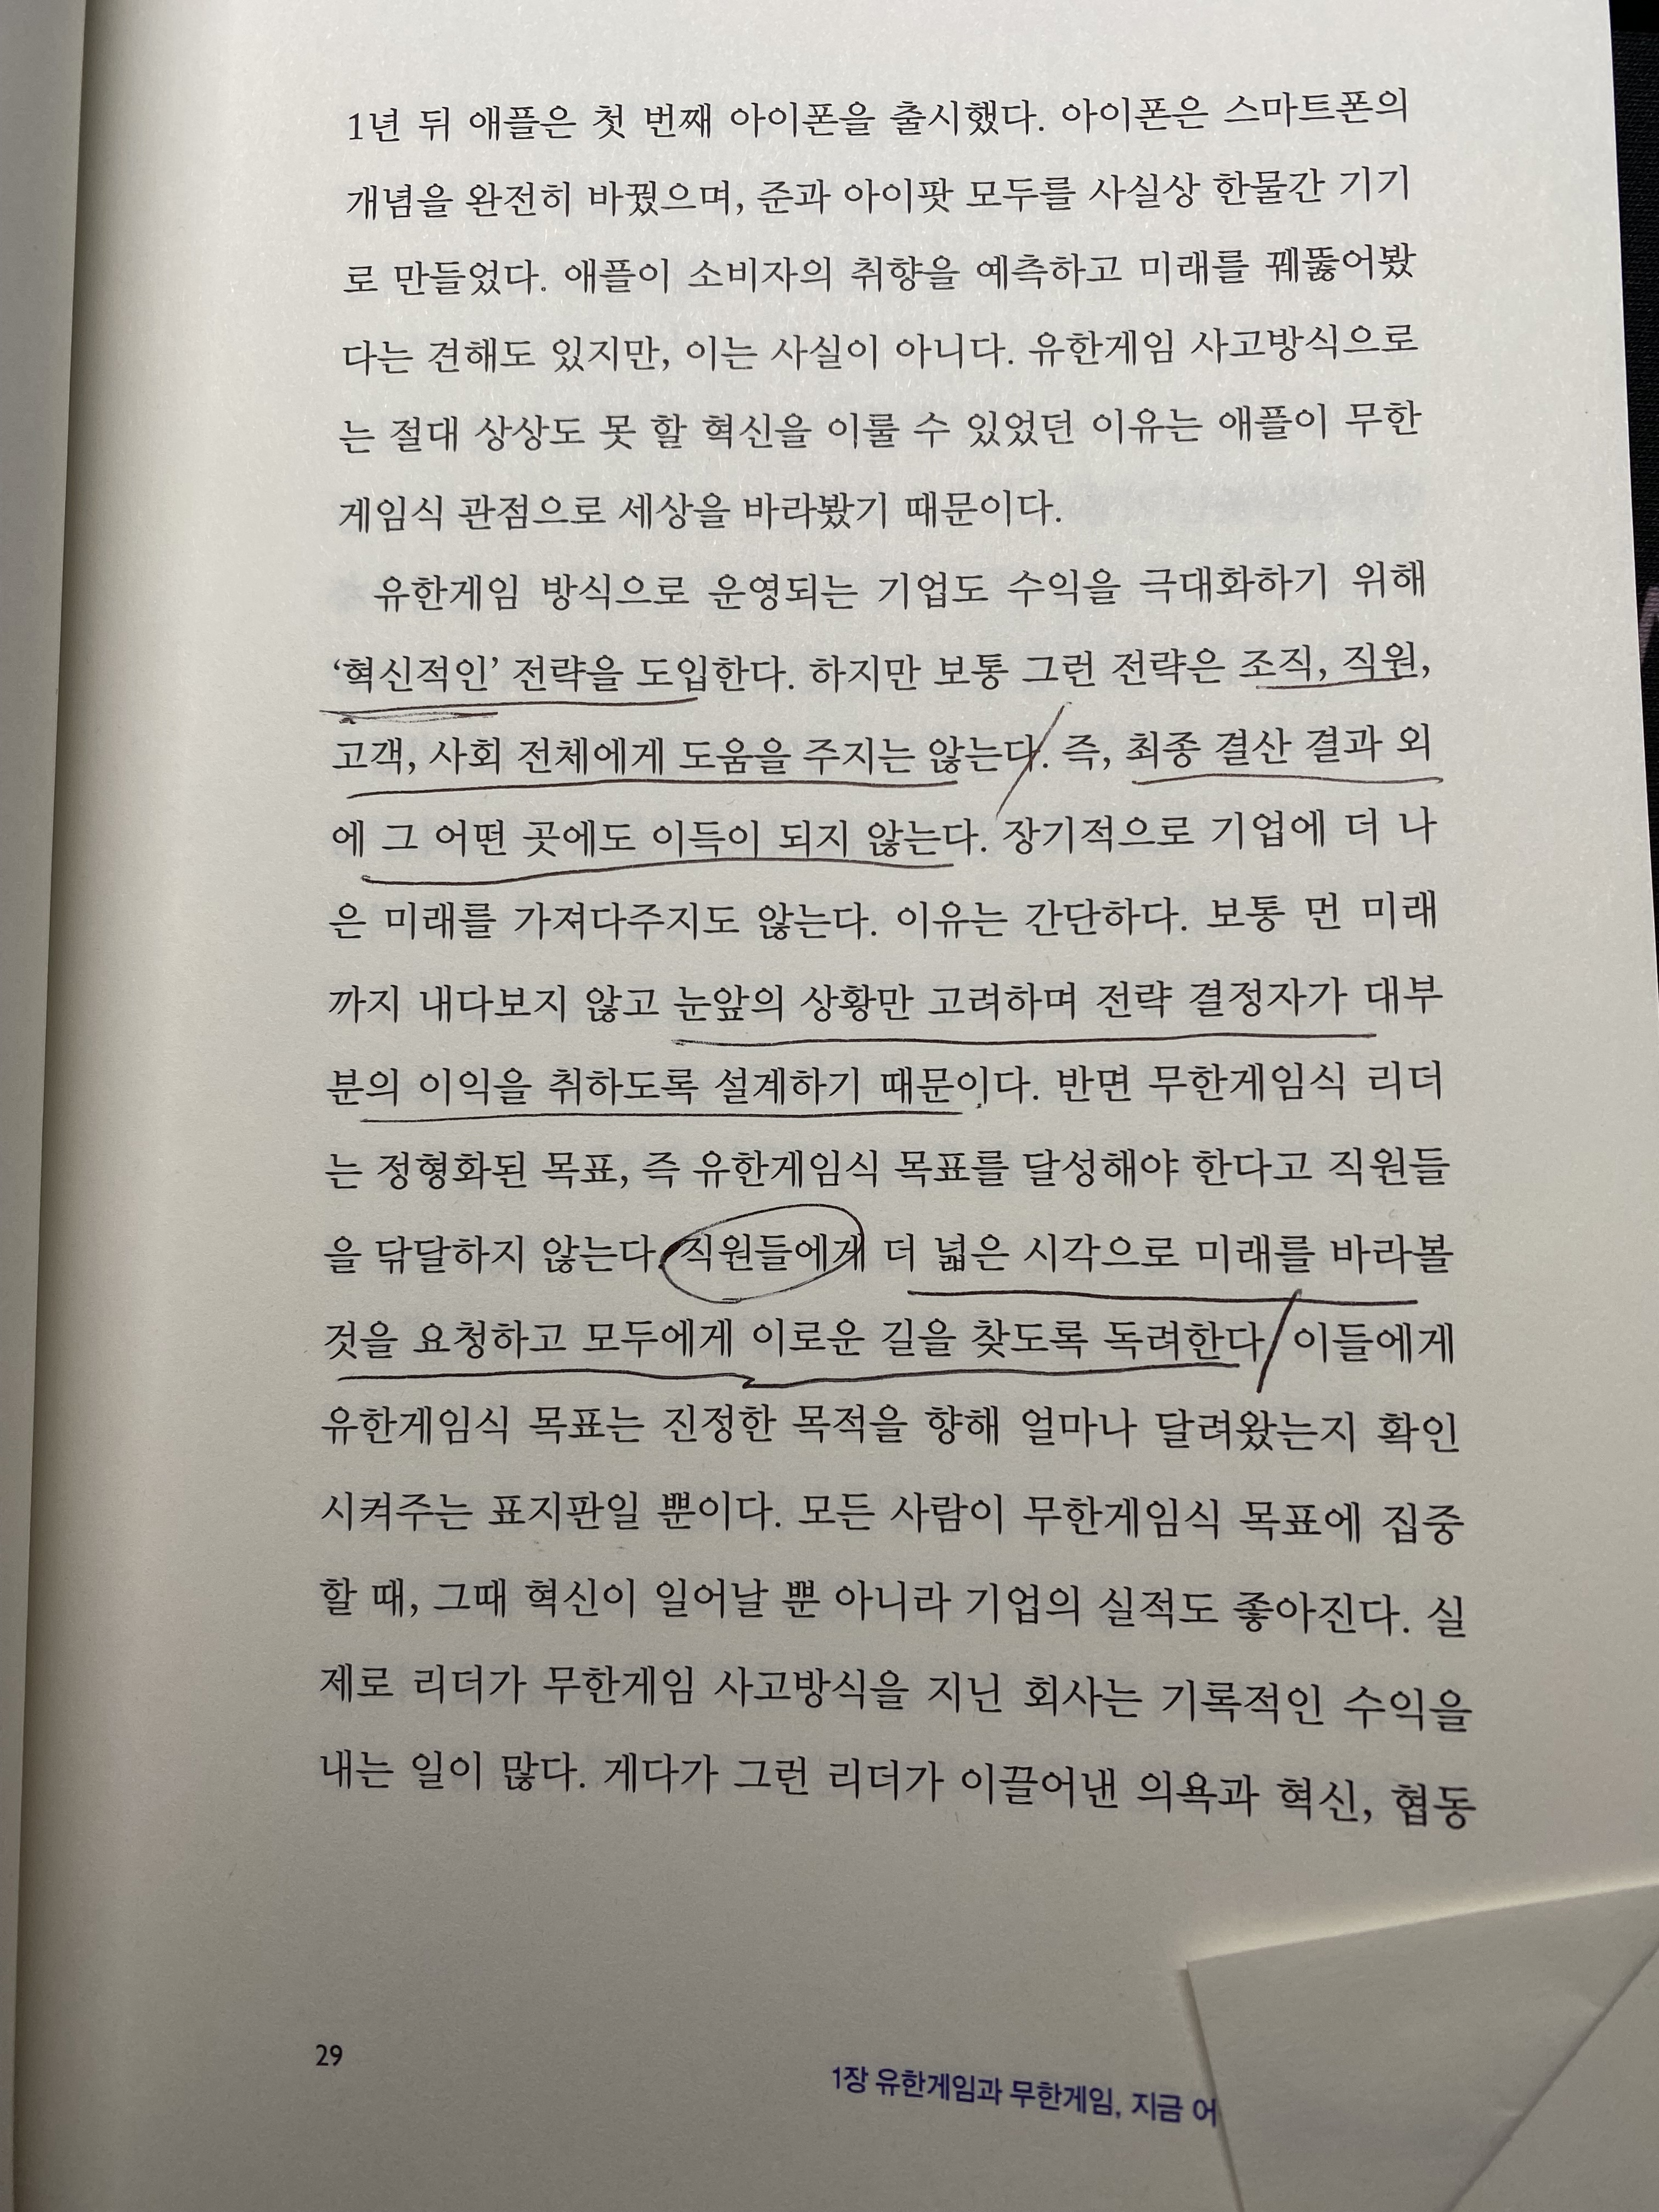 1년 뒤 애플은 첫 번째 아이폰을 출시했다. 아이폰은 스마트폰의
개념을 완전히 바꿨으며, 준과 아이팟 모두를 사실상 한물간 기기
로 만들었다. 애플이 소비자의 취향을 예측하고 미래를 꿰뚫어봤
다는 견해도 있지만, 이는 사실이 아니다. 유한게임 사고방식으로
는 절대 상상도 못 할 혁신을 이룰 수 있었던 이유는 애플이 무한
게임식 관점으로 세상을 바라봤기 때문이다.
유한게임 방식으로 운영되는 기업도 수익을 극대화하기 위해
‘혁신적인’ 전략을 도입한다. 하지만 보통 그런 전략은 조직, 직원,
고객, 사회 전체에게 도움을 주지는 않는다. 즉, 최종 결산 결과 외
에 그 어떤 곳에도 이득이 되지 않는다. 장기적으로 기업에 더 나
은 미래를 가져다주지도 않는다. 이유는 간단하다. 보통 먼 미래
까지 내다보지 않고 눈앞의 상황만 고려하며 전략 결정자가 대부
분의 이익을 취하도록 설계하기 때문이다. 반면 무한게임식 리더
는 정형화된 목표, 즉 유한게임식 목표를 달성해야 한다고 직원들
을 닦달하지 않는다. 직원들에게 더 넓은 시각으로 미래를 바라볼
것을 요청하고 모두에게 이로운 길을 찾도록 독려한다. 이들에게
유한게임식 목표는 진정한 목적을 향해 얼마나 달려왔는지 확인
시켜주는 표지판일 뿐이다. 모든 사람이 무한게임식 목표에 집중
할 때, 그때 혁신이 일어날 뿐 아니라 기업의 실적도 좋아진다. 실
제로 리더가 무한게임 사고방식을 지닌 회사는 기록적인 수익을
내는 일이 많다. 게다가 그런 리더가 이끌어낸 의욕과 혁신, 협동
29
1장 유한게임과 무한게임, 지금 어